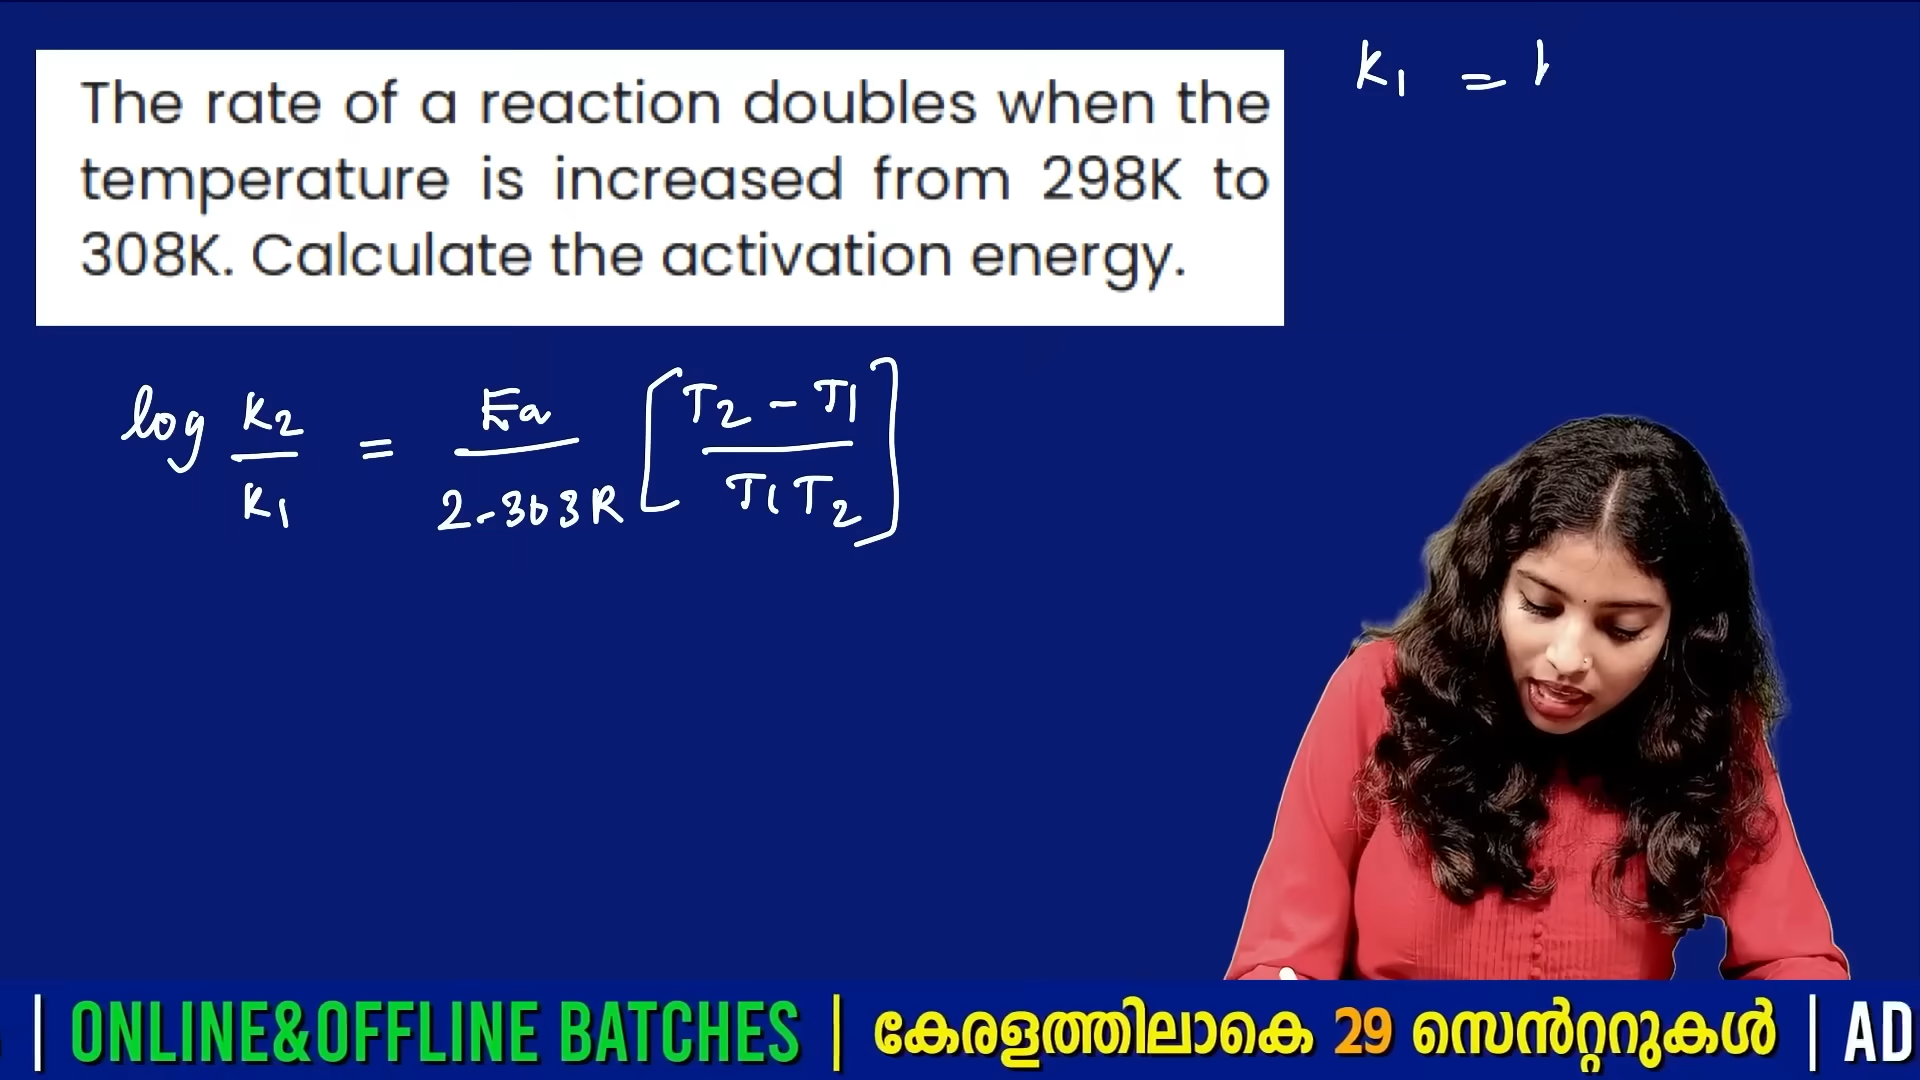 The rate of a reaction doubles when the
temperature is increased from 298K to
308K. Calculate the activation energy.
K1 =
log K2/K1 = Ea/2.303R [T2 - T1/T1T2]
| ONLINE&OFFLINE BATCHES | കേരളത്തിലാകെ 29 സെൻറ്ററുകൾ | AD